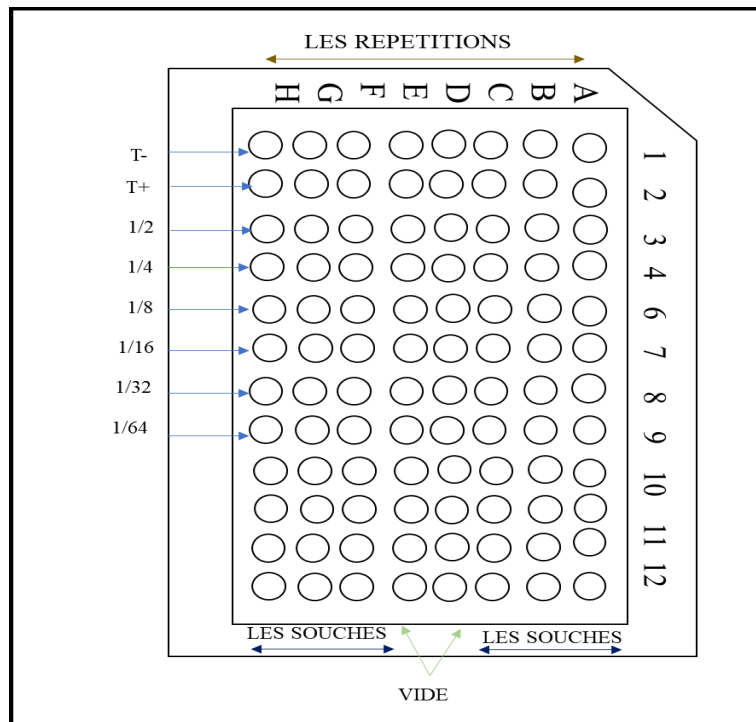 LES REPETITIONS
H G F E D C B A
T- 1
T+ 2
1/2 3
1/4 4
1/8 6
1/16 7
1/32 8
1/64 9
10
11
12
LES SOUCHES LES SOUCHES
VIDE